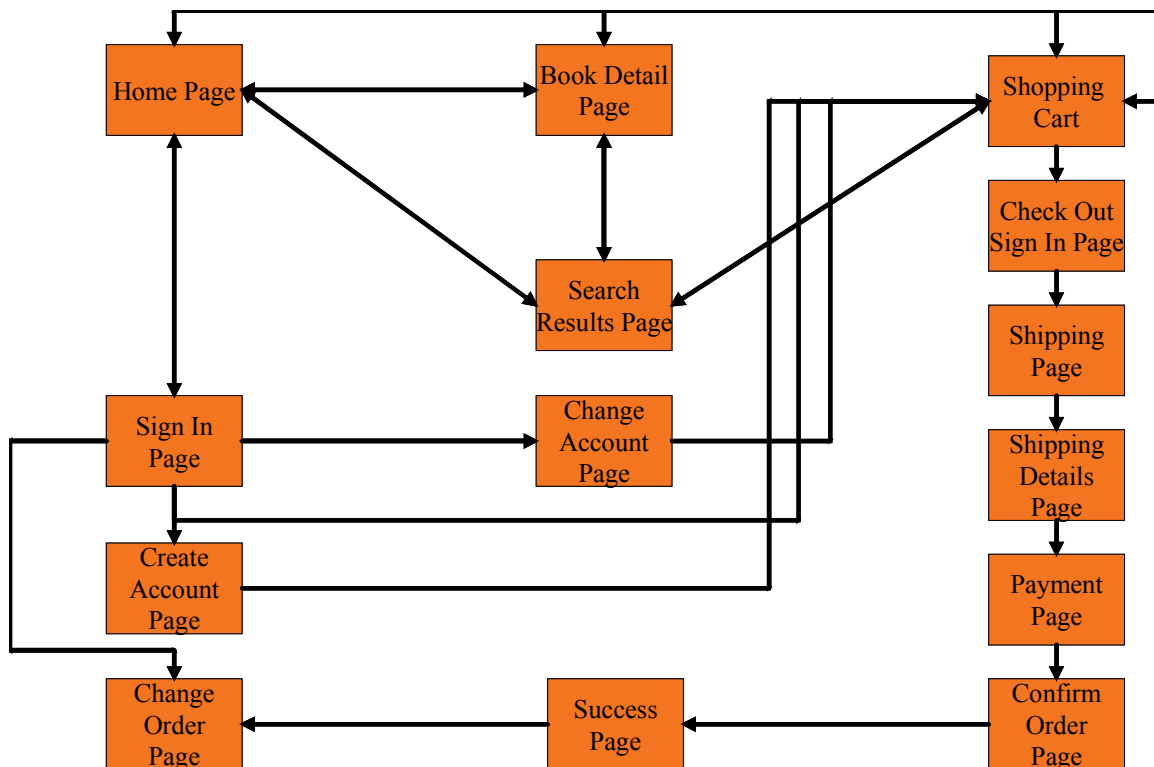 Home Page
Book Detail
Page
Shopping
Cart
Check Out
Sign In Page
Search
Results Page
Shipping
Page
Sign In
Page
Change
Account
Page
Shipping
Details
Page
Create
Account
Page
Payment
Page
Change
Order
Page
Success
Page
Confirm
Order
Page